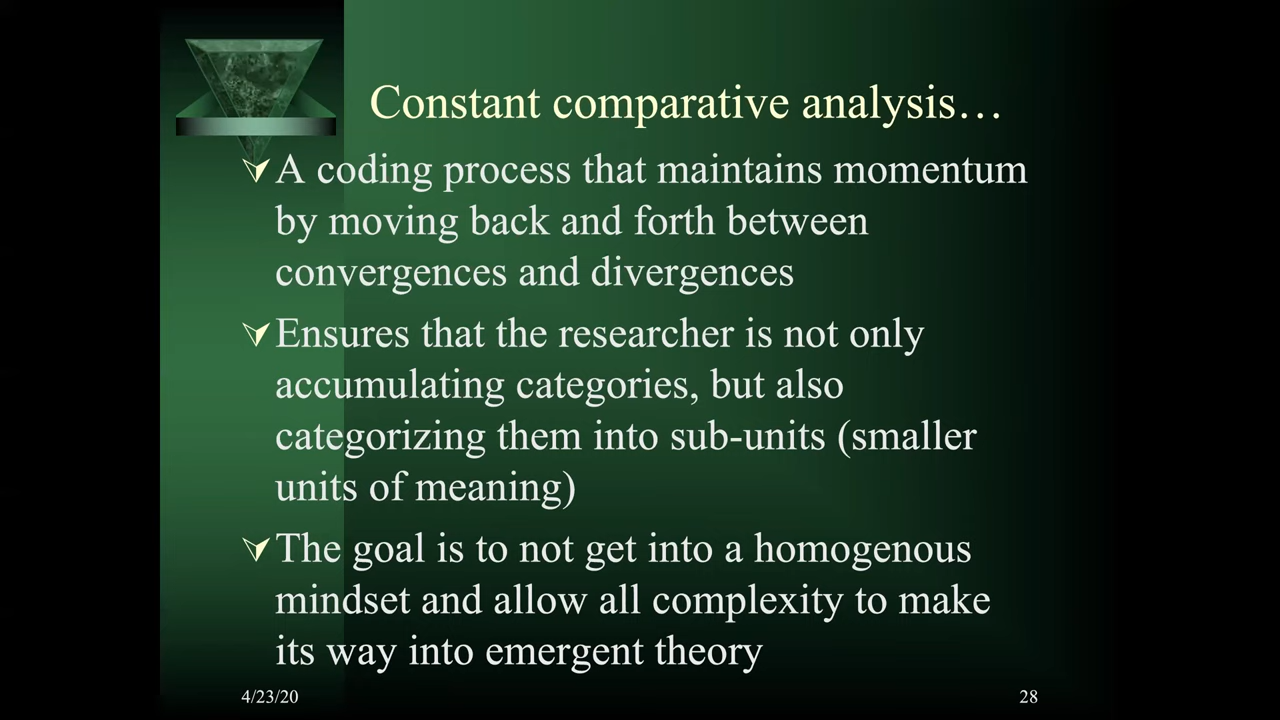 Constant comparative analysis…
A coding process that maintains momentum
by moving back and forth between
convergences and divergences
Ensures that the researcher is not only
accumulating categories, but also
categorizing them into sub-units (smaller
units of meaning)
The goal is to not get into a homogenous
mindset and allow all complexity to make
its way into emergent theory
4/23/20
28